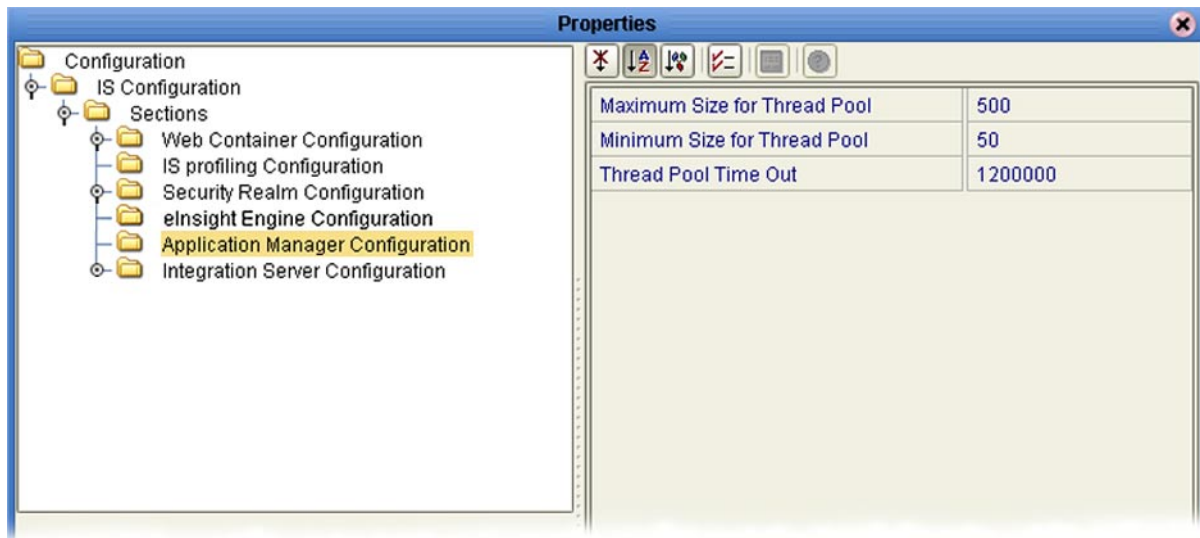 Properties
Configuration
IS Configuration
Sections
Web Container Configuration
IS profiling Configuration
Security Realm Configuration
eInsight Engine Configuration
Application Manager Configuration
Integration Server Configuration
Maximum Size for Thread Pool 500
Minimum Size for Thread Pool 50
Thread Pool Time Out 1200000